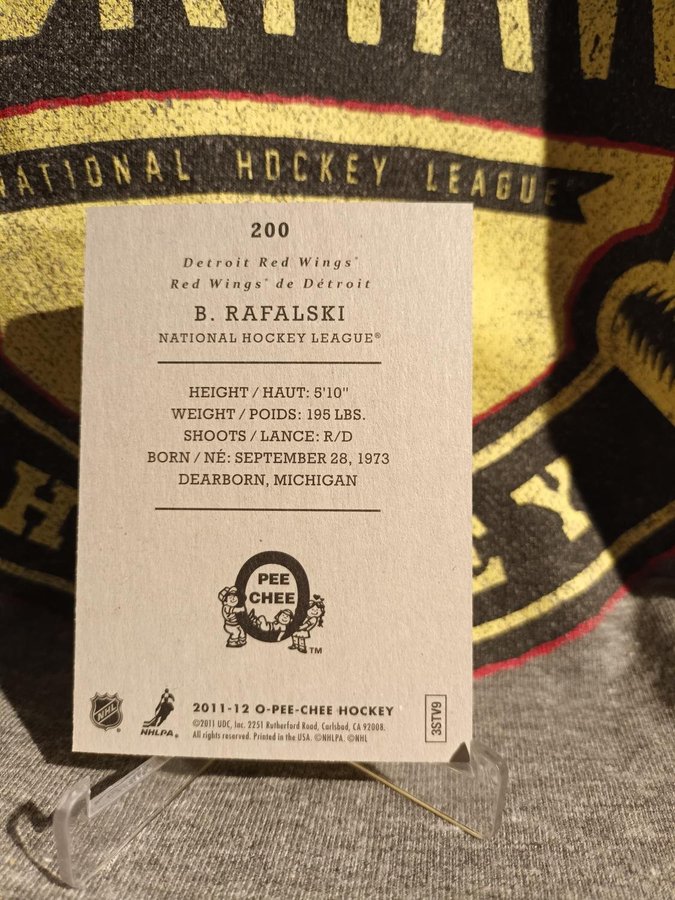 NATIONAL HOCKEY LEAGUE
200
Detroit Red Wings®
Red Wings® de Détroit
B. RAFALSKI
NATIONAL HOCKEY LEAGUE®
HEIGHT / HAUT: 5'10"
WEIGHT / POIDS: 195 LBS.
SHOOTS / LANCE: R/D
BORN / NÉ: SEPTEMBER 28, 1973
DEARBORN, MICHIGAN
H EY
O
PEE
CHEE
TM
NHL
NHLPA.
2011-12 O-PEE-CHEE HOCKEY
©2011 UDC, Inc. 2251 Rutherford Road, Carlsbad, CA 92008.
All rights reserved. Printed in the USA. ©NHLPA. ©NHL
3STV9